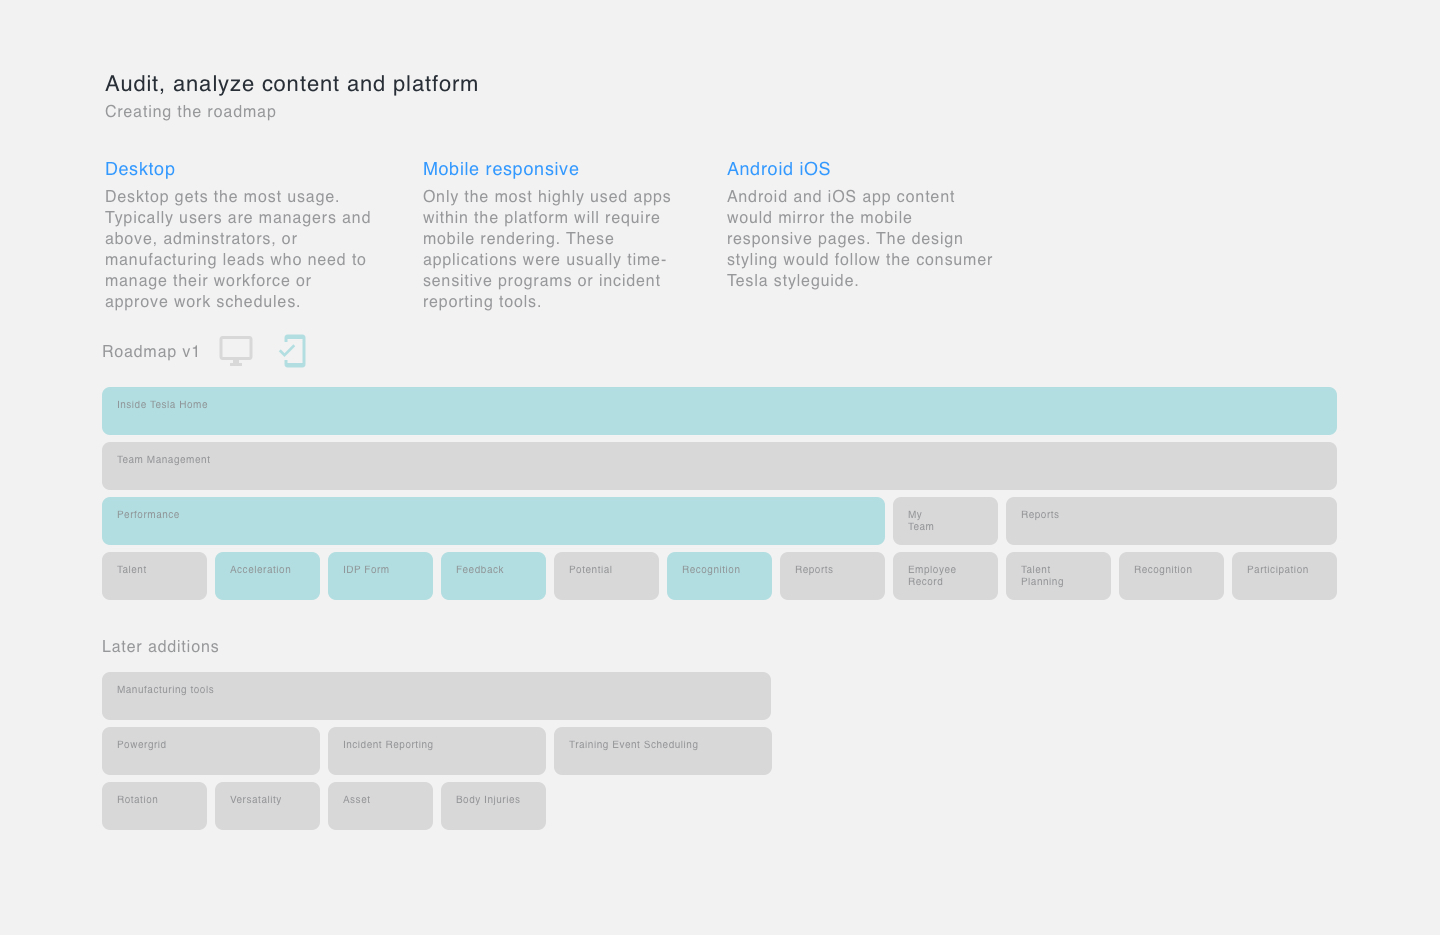 Audit, analyze content and platform
Creating the roadmap
Desktop
Desktop gets the most usage.
Typically users are managers and
above, adminstrators, or
manufacturing leads who need to
manage their workforce or
approve work schedules.
Mobile responsive
Only the most highly used apps
within the platform will require
mobile rendering. These
applications were usually time-
sensitive programs or incident
reporting tools.
Android iOS
Android and iOS app content
would mirror the mobile
responsive pages. The design
styling would follow the consumer
Tesla styleguide.
Roadmap v1
Inside Tesla Home
Team Management
Performance
My
Team
Reports
Talent
Acceleration
IDP Form
Feedback
Potential
Recognition
Reports
Employee
Record
Talent
Planning
Recognition
Participation
Later additions
Manufacturing tools
Powergrid
Incident Reporting
Training Event Scheduling
Rotation
Versatality
Asset
Body Injuries